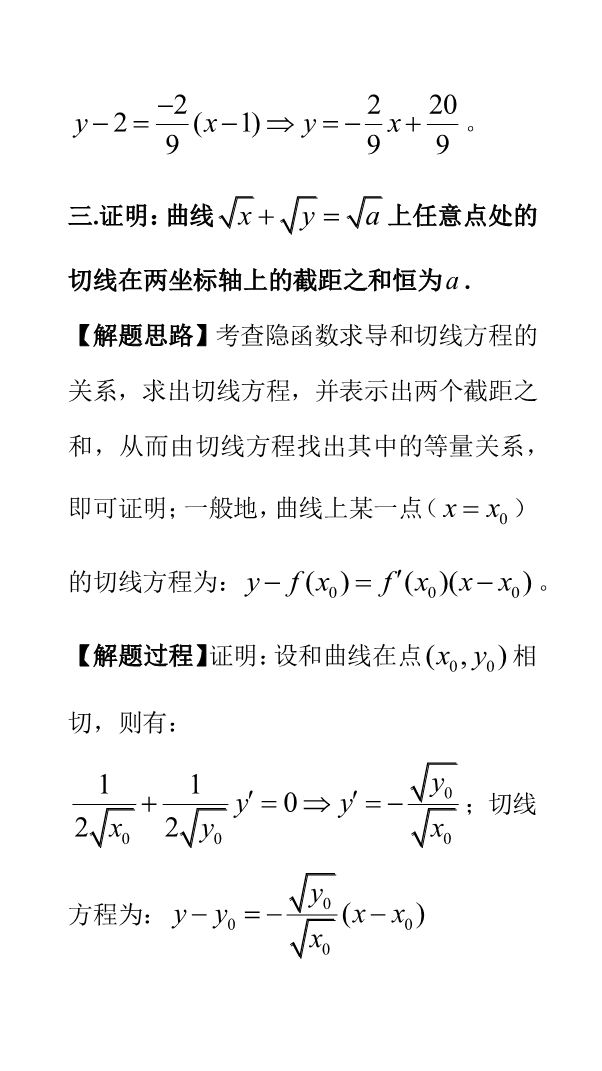 y−2=\frac{−2}{9}(x−1)⇒y=−\frac{2}{9}x+\frac{20}{9}。
三.证明：曲线\sqrt{x}+\sqrt{y}=\sqrt{a}上任意点处的
切线在两坐标轴上的截距之和恒为a．
【解题思路】考查隐函数求导和切线方程的
关系，求出切线方程，并表示出两个截距之
和，从而由切线方程找出其中的等量关系，
即可证明；一般地，曲线上某一点（x=x_0）
的切线方程为：y−f(x_0)=f′(x_0)(x−x_0)。
【解题过程】证明：设和曲线在点(x_0,y_0)相
切，则有：
\frac{1}{2\sqrt{x_0}}+\frac{1}{2\sqrt{y_0}}y′=0⇒y′=−\frac{\sqrt{y_0}}{\sqrt{x_0}}；切线
方程为：y−y_0=−\frac{\sqrt{y_0}}{\sqrt{x_0}}(x−x_0)